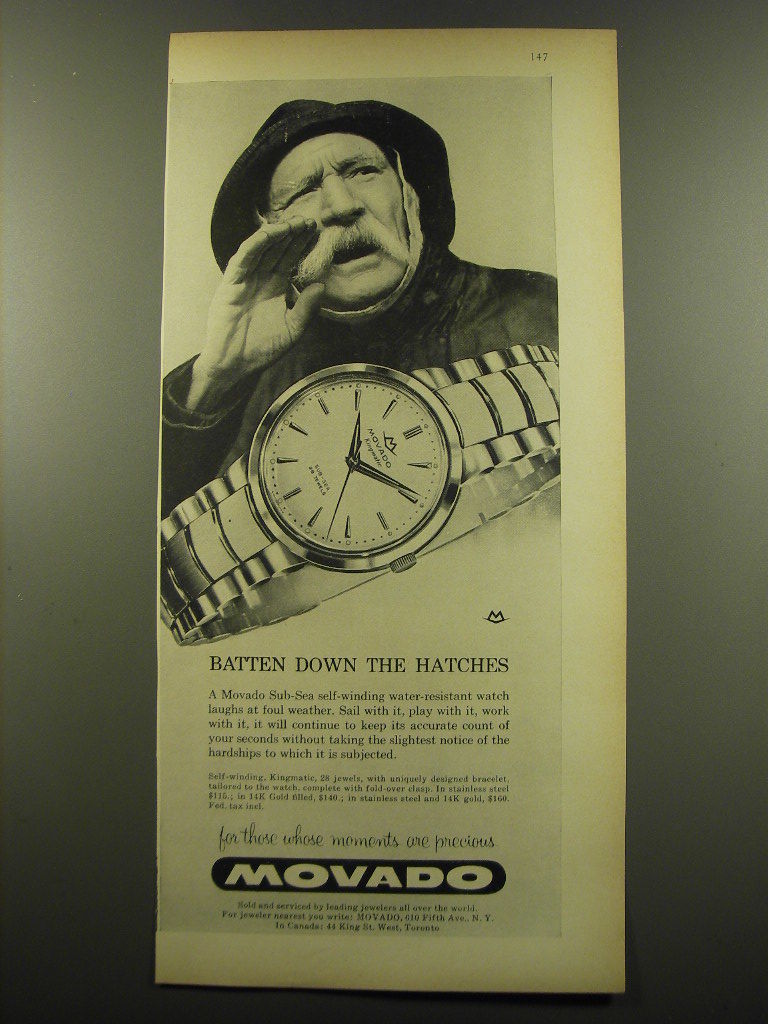 147
MOVADO
Kingmatic
SUB-SEA
28 JEWELS
BATTEN DOWN THE HATCHES
A Movado Sub-Sea self-winding water-resistant watch
laughs at foul weather. Sail with it, play with it, work
with it, it will continue to keep its accurate count of
your seconds without taking the slightest notice of the
hardships to which it is subjected.
Self-winding, Kingmatic, 28 jewels, with uniquely designed bracelet,
tailored to the watch, complete with fold-over clasp. In stainless steel
$115.; in 14K Gold filled, $140.; in stainless steel and 14K gold, $160.
Fed. tax incl.
for those whose moments are precious
MOVADO
Sold and serviced by leading jewelers all over the world.
For jeweler nearest you write: MOVADO, 610 Fifth Ave., N. Y.
In Canada: 44 King St. West, Toronto